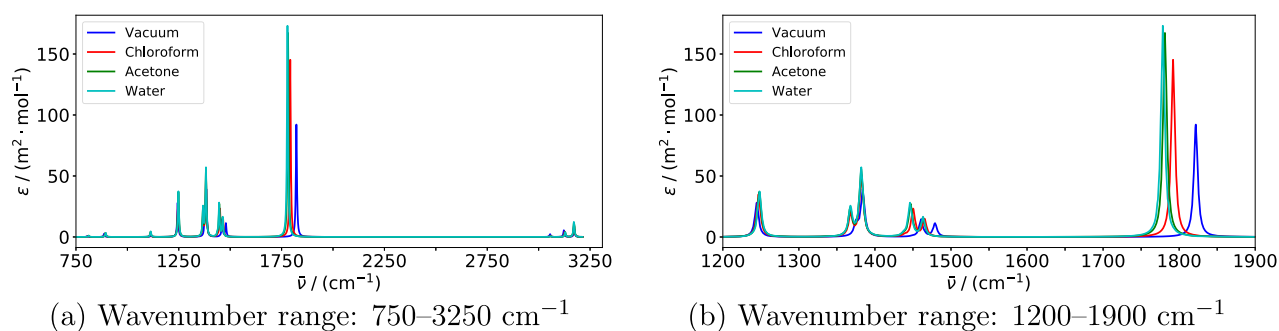 Vacuum
Chloroform
Acetone
Water
ε / (m² · mol⁻¹)
150
100
50
0
750 1250 1750 2250 2750 3250
ν̄ / (cm⁻¹)
(a) Wavenumber range: 750–3250 cm⁻¹
Vacuum
Chloroform
Acetone
Water
ε / (m² · mol⁻¹)
150
100
50
0
1200 1300 1400 1500 1600 1700 1800 1900
ν̄ / (cm⁻¹)
(b) Wavenumber range: 1200–1900 cm⁻¹